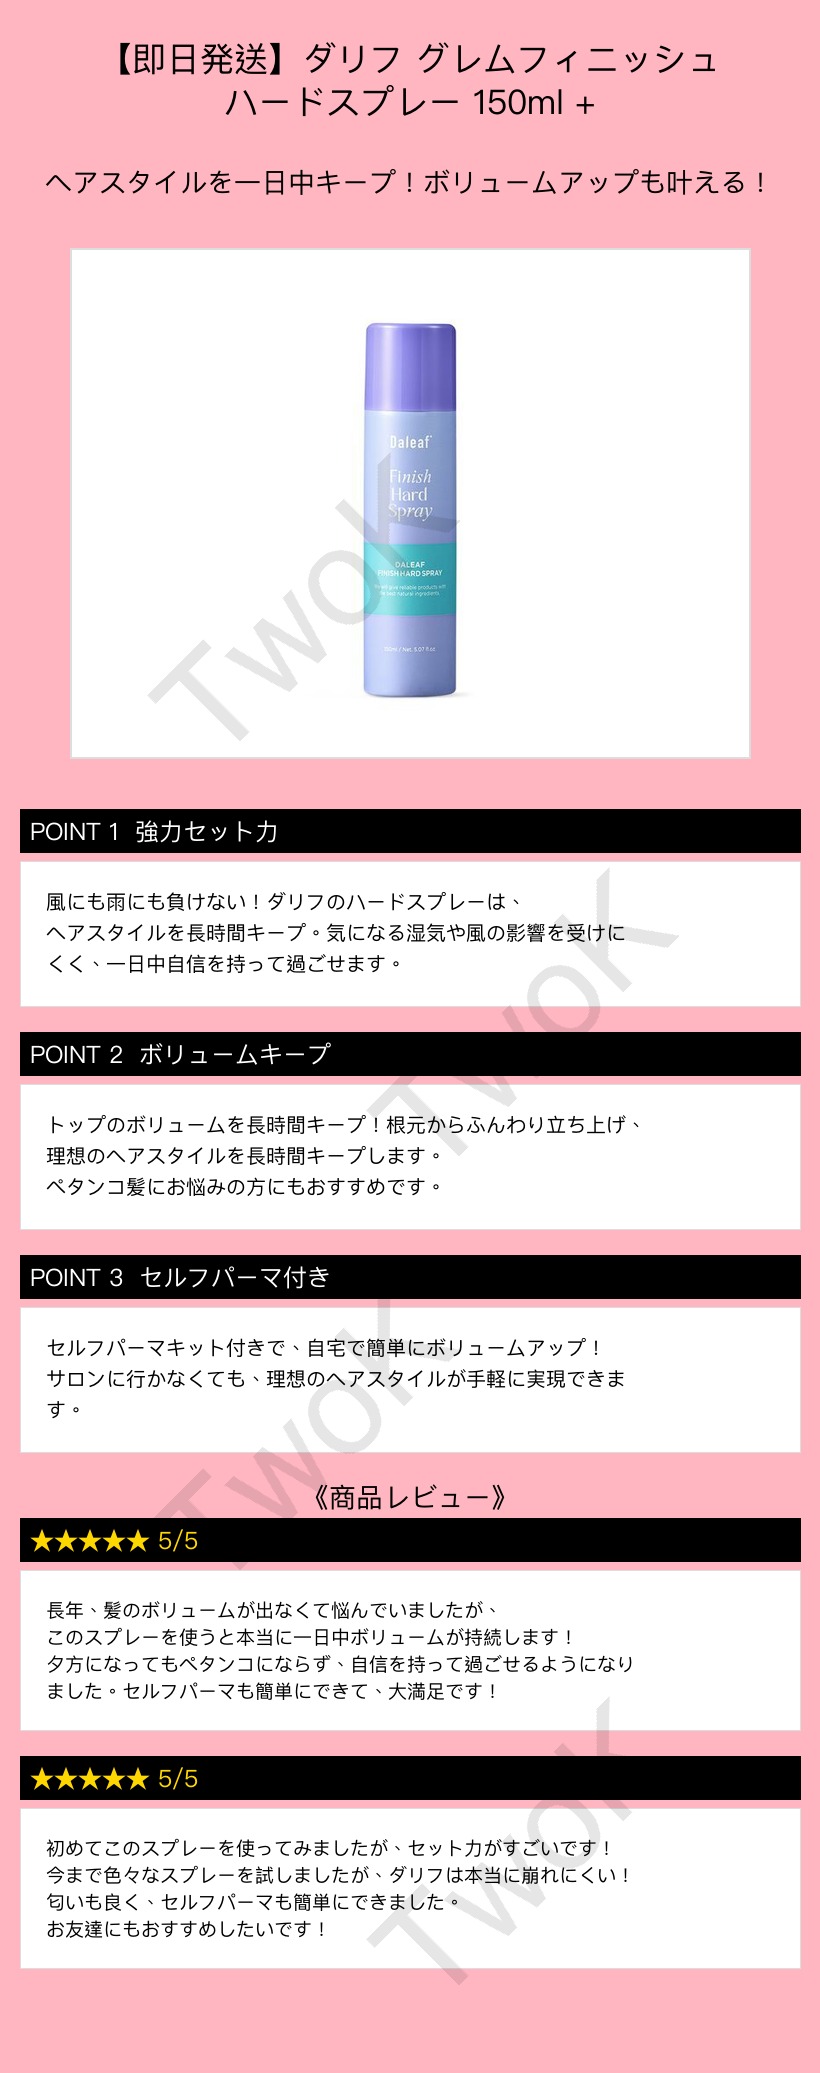 【即日発送】ダリフ グレムフィニッシュ
ハードスプレー 150ml +
ヘアスタイルを一日中キープ！ボリュームアップも叶える！
Daleaf
Finish
Hard
Spray
DALEAF
FINISH HARD SPRAY
We will give reliable products with
the best natural ingredients.
150ml / Net. 5.07 fl.oz
TwoK
POINT 1 強力セット力
風にも雨にも負けない！ダリフのハードスプレーは、
ヘアスタイルを長時間キープ。気になる湿気や風の影響を受けに
くく、一日中自信を持って過ごせます。
TwoK
POINT 2 ボリュームキープ
トップのボリュームを長時間キープ！根元からふんわり立ち上げ、
理想のヘアスタイルを長時間キープします。
ペタンコ髪にお悩みの方にもおすすめです。
POINT 3 セルフパーマ付き
セルフパーマキット付きで、自宅で簡単にボリュームアップ！
サロンに行かなくても、理想のヘアスタイルが手軽に実現できま
す。
TwoK
《商品レビュー》
★★★★★ 5/5
長年、髪のボリュームが出なくて悩んでいましたが、
このスプレーを使うと本当に一日中ボリュームが持続します！
夕方になってもペタンコにならず、自信を持って過ごせるようになり
ました。セルフパーマも簡単にできて、大満足です！
★★★★★ 5/5
初めてこのスプレーを使ってみましたが、セット力がすごいです！
今まで色々なスプレーを試しましたが、ダリフは本当に崩れにくい！
匂いも良く、セルフパーマも簡単にできました。
お友達にもおすすめしたいです！
TwoK